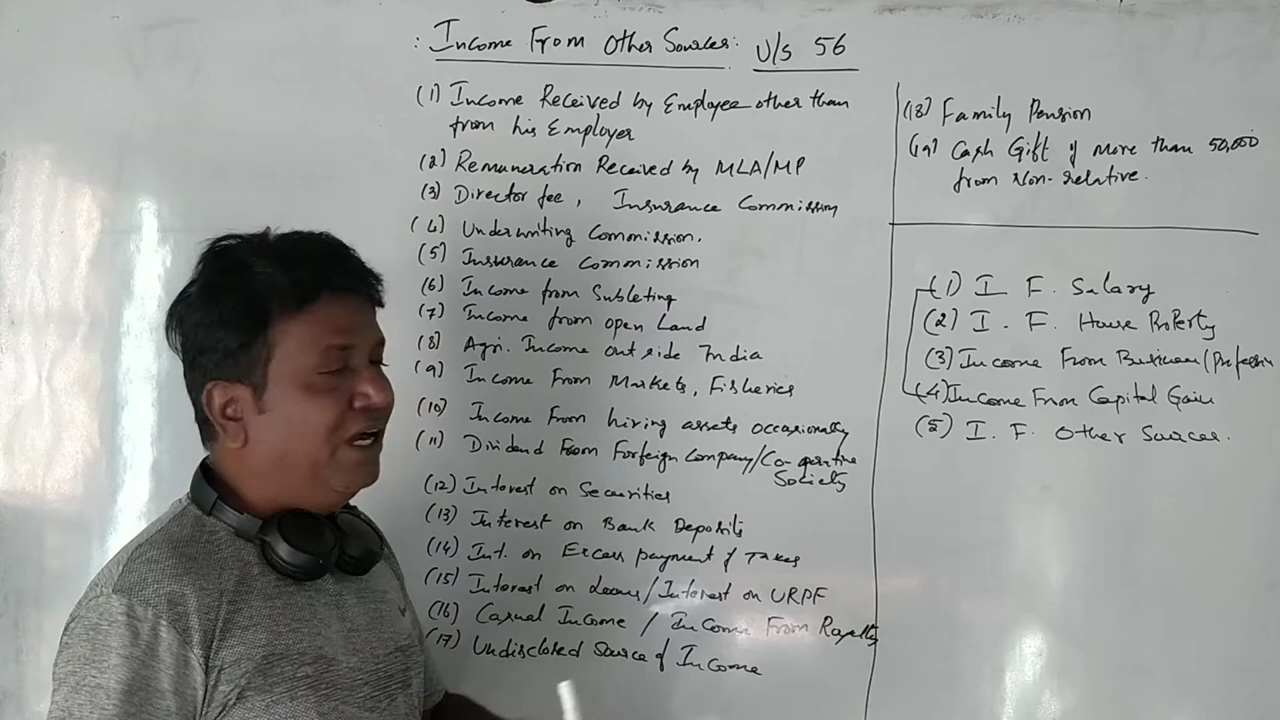 : Income From Other Sources: U/s 56
(1) Income Received by Employee other than
from his Employer
(2) Remuneration Received by MLA/MP
(3) Director fee, Insurance Commission
(4) Underwriting Commission.
(5) Insurance Commission
(6) Income from Subleting
(7) Income from open Land
(8) Agri. Income out side India
(9) Income From Markets, Fisheries
(10) Income From hiring assets occasionally
(11) Dividend From Forfeign Company/Co-operative
Society
(12) Interest on Securities
(13) Interest on Bank Deposits
(14) Int. on Excess payment of Taxes
(15) Interest on Loans/Interest on URPF
(16) Casual Income / Income From Royalty
(17) Undisclosed Source of Income
(18) Family Pension
(19) Cash Gift of more than 50,000
from Non-relative.
(1) I F. Salary
(2) I. F. House Property
(3) Income From Business/Profession
(4) Income From Capital Gain
(5) I. F. Other Sources.